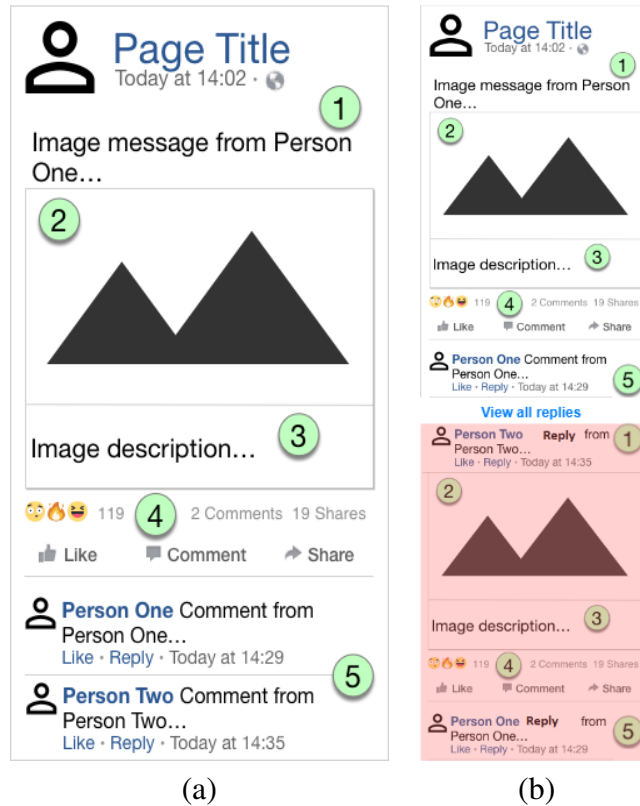 Page Title
Today at 14:02 ·
1
Image message from Person
One…
2
3
Image description…
119
4
2 Comments 19 Shares
Like
Comment
Share
Person One Comment from
Person One…
Like · Reply · Today at 14:29
5
Person Two Comment from
Person Two…
Like · Reply · Today at 14:35
(a)
Page Title
Today at 14:02 ·
1
Image message from Person
One…
2
3
Image description…
119
4
2 Comments 19 Shares
Like
Comment
Share
Person One Comment from
Person One…
Like · Reply · Today at 14:29
5
View all replies
Person Two Reply from
1
Person Two…
Like · Reply · Today at 14:35
2
3
Image description…
119
4
2 Comments 19 Shares
Like
Comment
Share
Person One Reply from
5
Person One…
Like · Reply · Today at 14:29
(b)